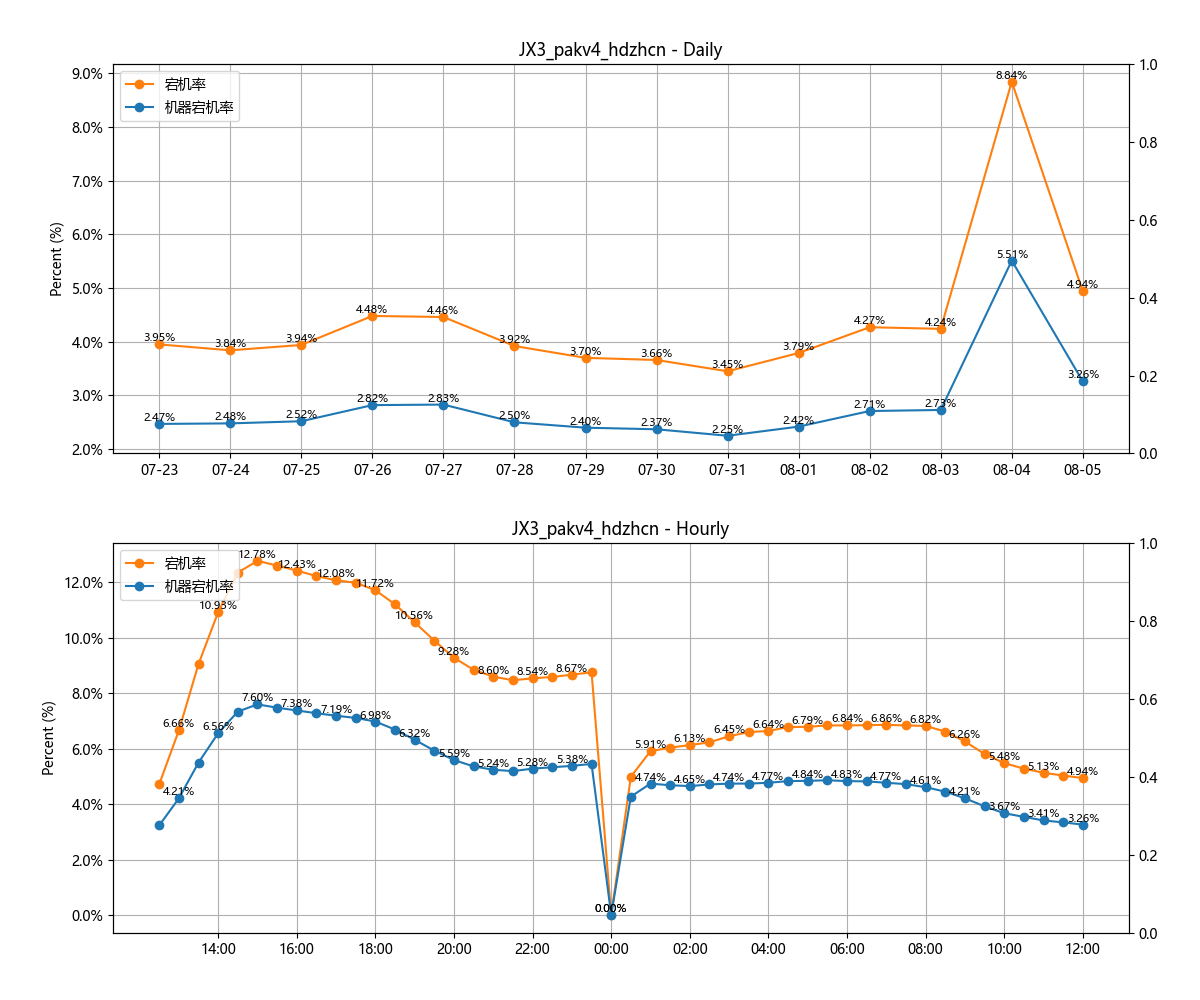 JX3_pakv4_hdzhcn - Daily
宕机率
机器宕机率
Percent (%)
9.0%
8.0%
7.0%
6.0%
5.0%
4.0%
3.0%
2.0%
1.0
0.8
0.6
0.4
0.2
0.0
3.95% 3.84% 3.94% 4.48% 4.46% 3.92% 3.70% 3.66% 3.45% 3.79% 4.27% 4.24% 8.84% 4.94%
2.47% 2.48% 2.52% 2.82% 2.83% 2.50% 2.40% 2.37% 2.25% 2.42% 2.71% 2.73% 5.51% 3.26%
07-23 07-24 07-25 07-26 07-27 07-28 07-29 07-30 07-31 08-01 08-02 08-03 08-04 08-05
JX3_pakv4_hdzhcn - Hourly
宕机率
机器宕机率
Percent (%)
12.0%
10.0%
8.0%
6.0%
4.0%
2.0%
0.0%
1.0
0.8
0.6
0.4
0.2
0.0
6.66% 10.93% 12.78% 12.43% 12.08% 11.72% 10.56% 9.28% 8.60% 8.54% 8.67% 0.00% 5.91% 6.13% 6.45% 6.64% 6.79% 6.84% 6.86% 6.82% 6.26% 5.48% 5.13% 4.94%
4.21% 6.56% 7.60% 7.38% 7.19% 6.98% 6.32% 5.59% 5.24% 5.28% 5.38% 0.00% 4.74% 4.65% 4.74% 4.77% 4.84% 4.83% 4.77% 4.61% 4.21% 3.67% 3.41% 3.26%
14:00 16:00 18:00 20:00 22:00 00:00 02:00 04:00 06:00 08:00 10:00 12:00